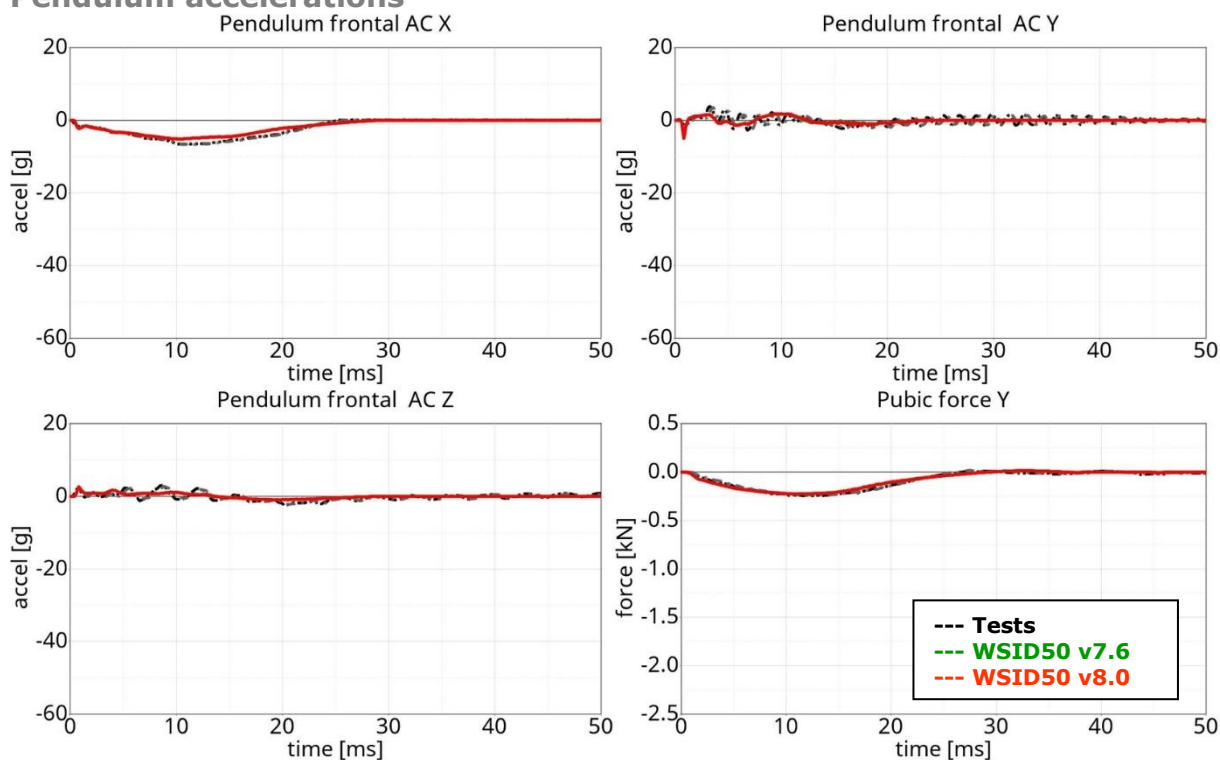 Pendulum accelerations
Pendulum frontal AC X
20
0
-20
-40
-60
accel [g]
0 10 20 30 40 50
time [ms]
Pendulum frontal  AC Y
20
0
-20
-40
-60
accel [g]
0 10 20 30 40 50
time [ms]
Pendulum frontal  AC Z
20
0
-20
-40
-60
accel [g]
0 10 20 30 40 50
time [ms]
Pubic force Y
0.5
0.0
-0.5
-1.0
-1.5
-2.0
-2.5
force [kN]
0 10 20 30 40 50
time [ms]
--- Tests
--- WSID50 v7.6
--- WSID50 v8.0